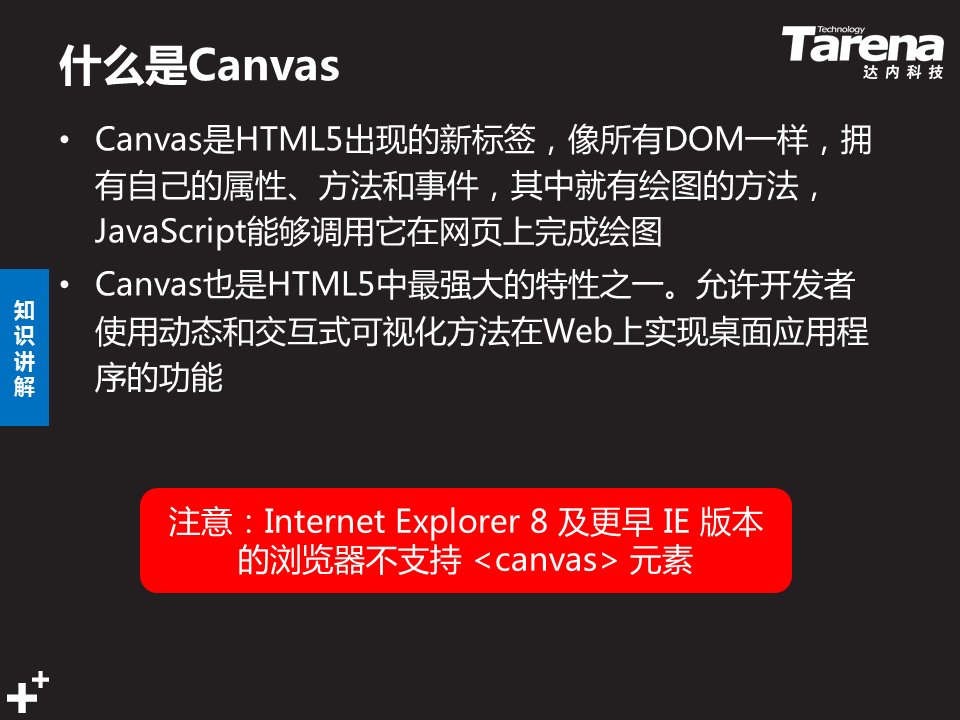 什么是Canvas
Technology
Tarena
达内科技
• Canvas是HTML5出现的新标签，像所有DOM一样，拥
有自己的属性、方法和事件，其中就有绘图的方法，
JavaScript能够调用它在网页上完成绘图
• Canvas也是HTML5中最强大的特性之一。允许开发者
使用动态和交互式可视化方法在Web上实现桌面应用程
序的功能
知
识
讲
解
注意：Internet Explorer 8 及更早 IE 版本
的浏览器不支持 <canvas> 元素